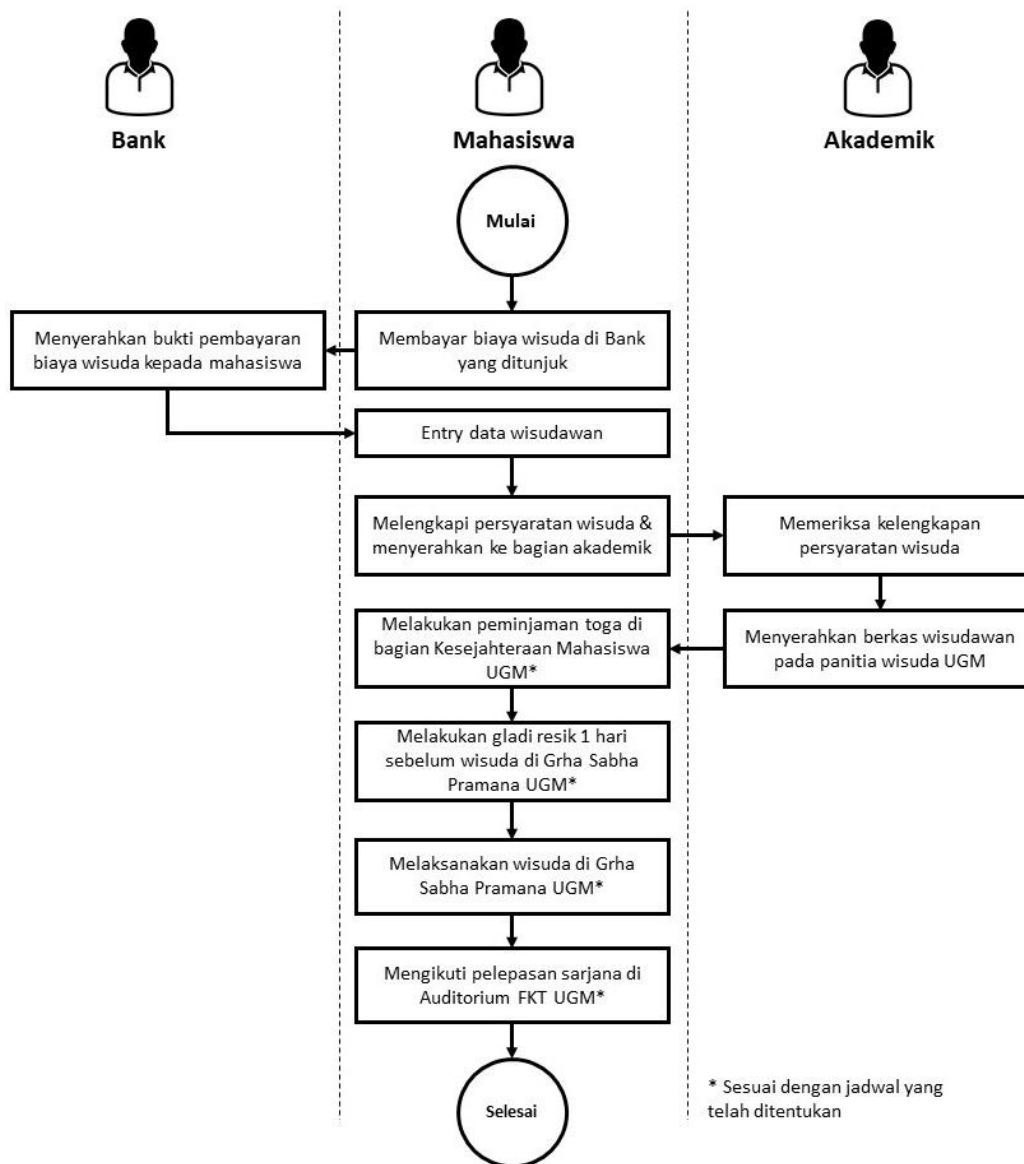 Bank
Mahasiswa
Akademik
Mulai
Membayar biaya wisuda di Bank
yang ditunjuk
Menyerahkan bukti pembayaran
biaya wisuda kepada mahasiswa
Entry data wisudawan
Melengkapi persyaratan wisuda &
menyerahkan ke bagian akademik
Memeriksa kelengkapan
persyaratan wisuda
Menyerahkan berkas wisudawan
pada panitia wisuda UGM
Melakukan peminjaman toga di
bagian Kesejahteraan Mahasiswa
UGM*
Melakukan gladi resik 1 hari
sebelum wisuda di Grha Sabha
Pramana UGM*
Melaksanakan wisuda di Grha
Sabha Pramana UGM*
Mengikuti pelepasan sarjana di
Auditorium FKT UGM*
Selesai
* Sesuai dengan jadwal yang
telah ditentukan